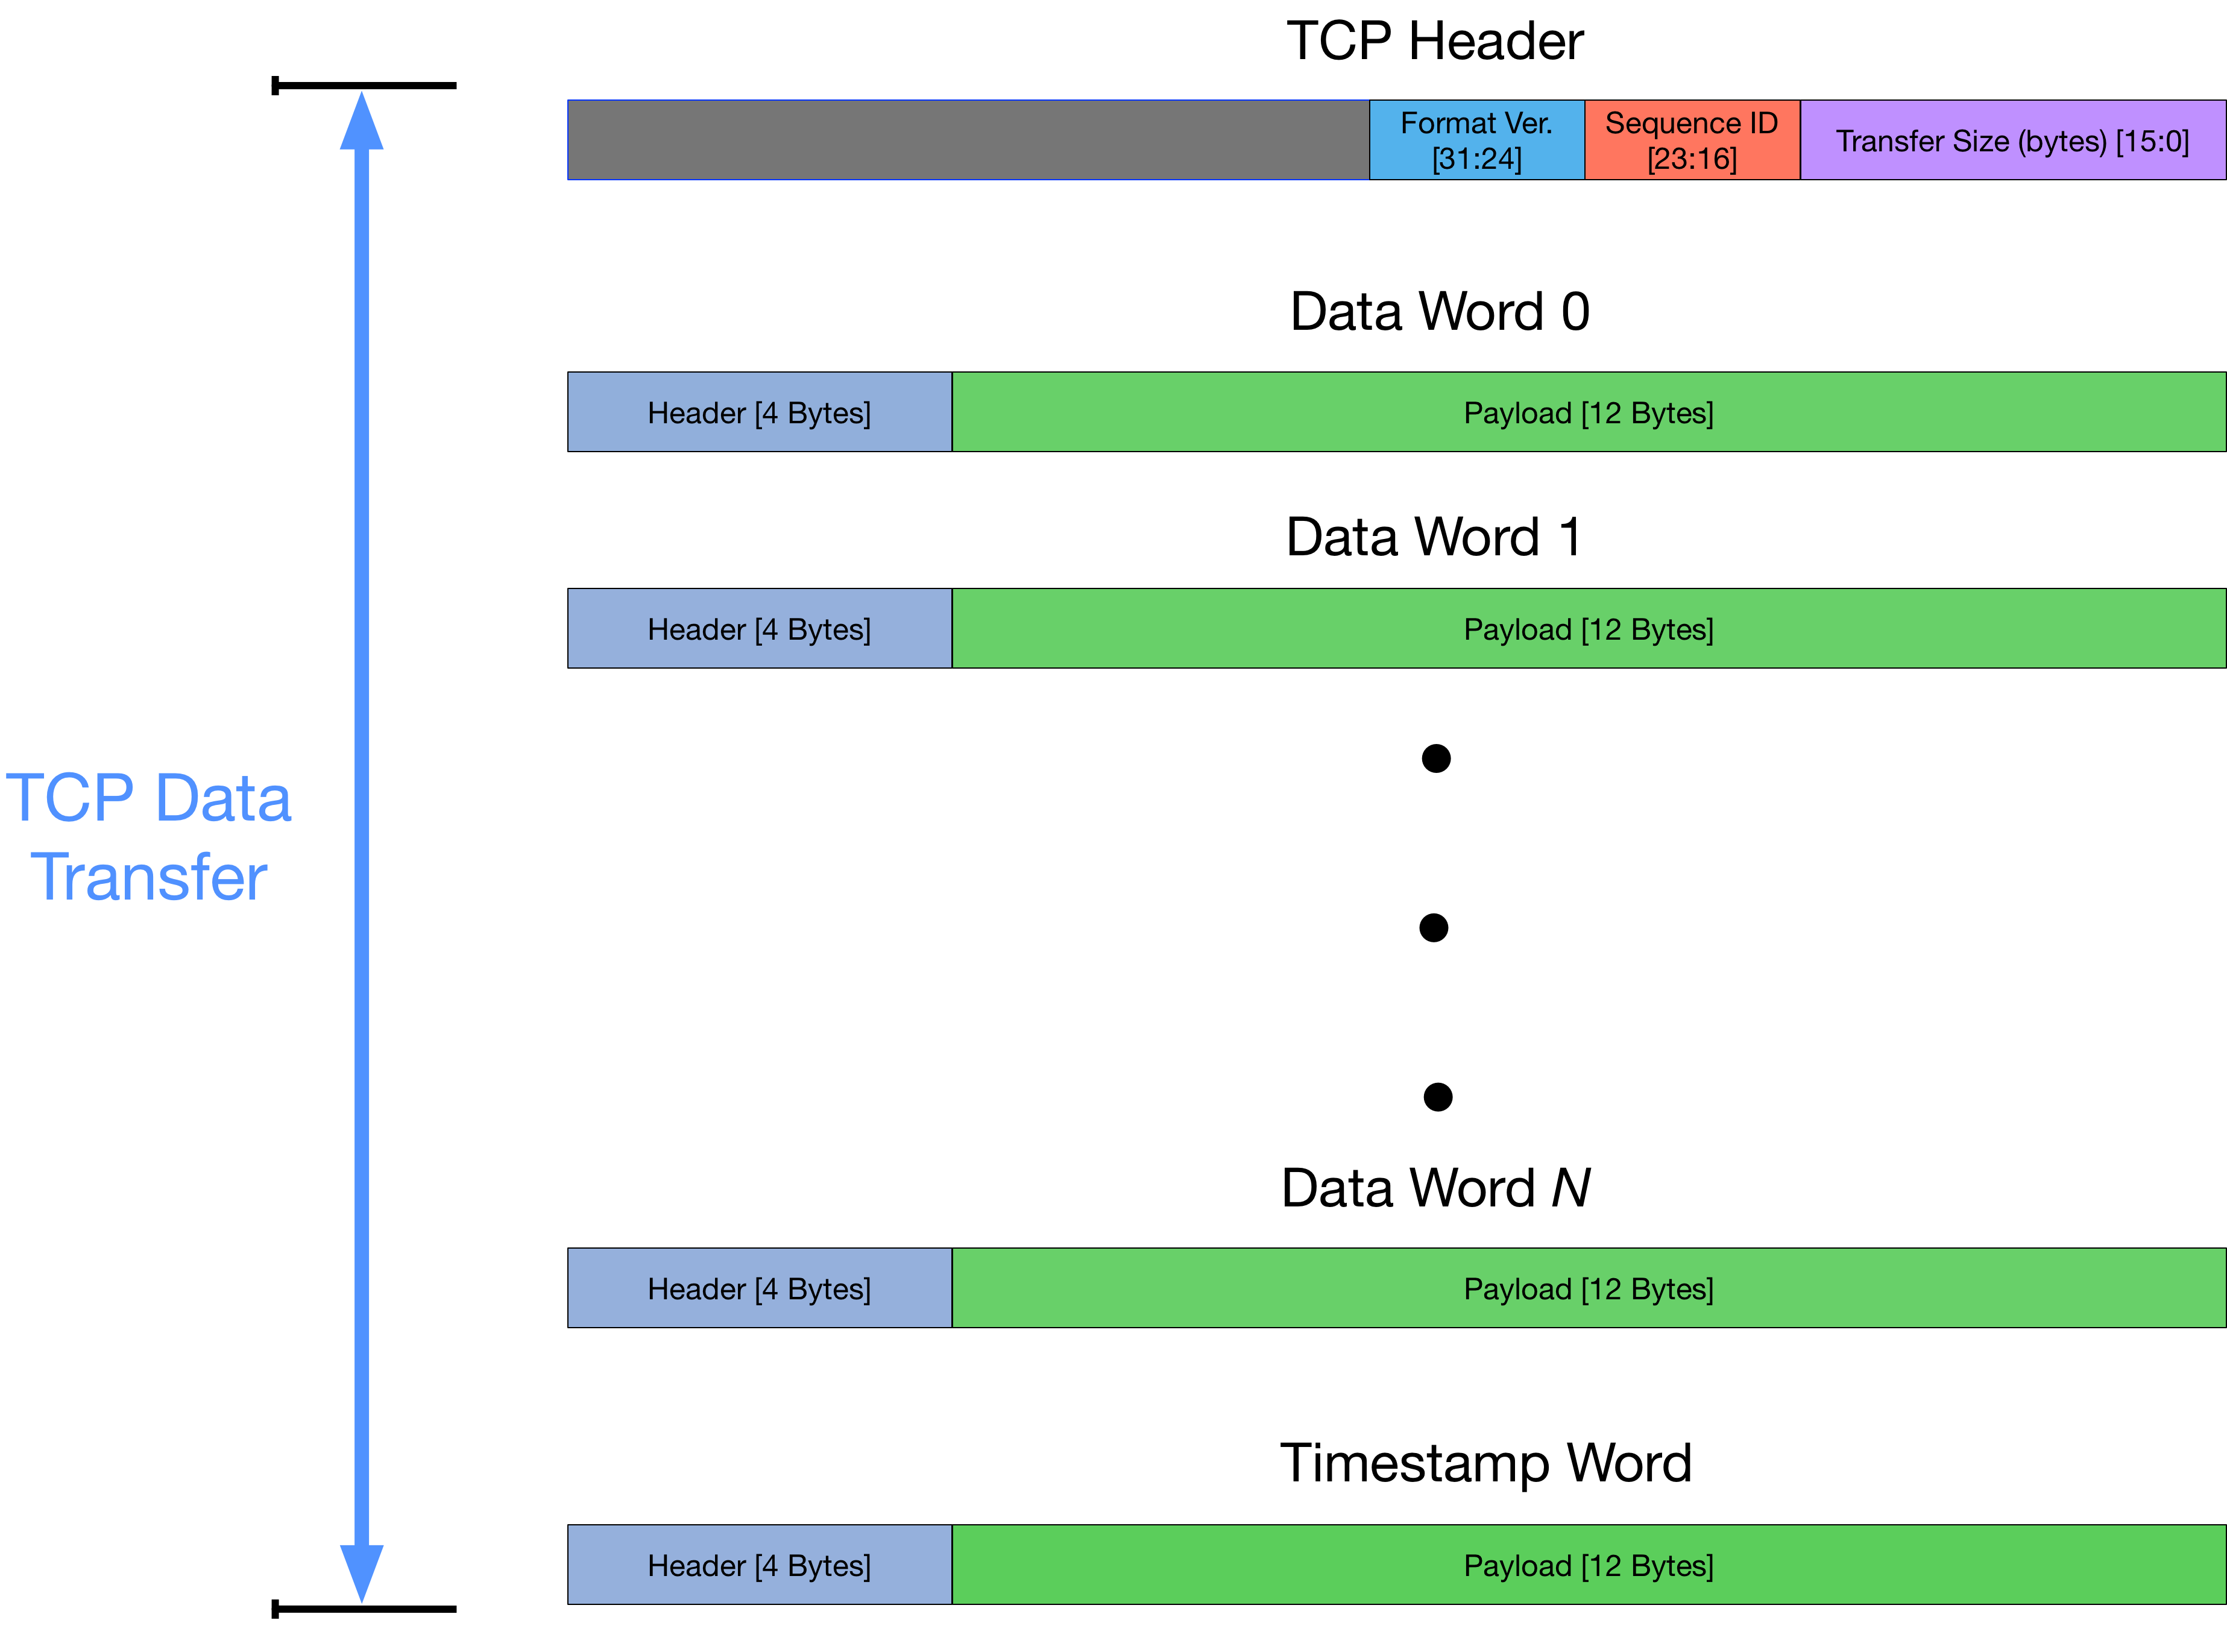 TCP Header
Format Ver.
[31:24]
Sequence ID
[23:16]
Transfer Size (bytes) [15:0]
Data Word 0
Header [4 Bytes]
Payload [12 Bytes]
Data Word 1
Header [4 Bytes]
Payload [12 Bytes]
TCP Data
Transfer
Data Word N
Header [4 Bytes]
Payload [12 Bytes]
Timestamp Word
Header [4 Bytes]
Payload [12 Bytes]